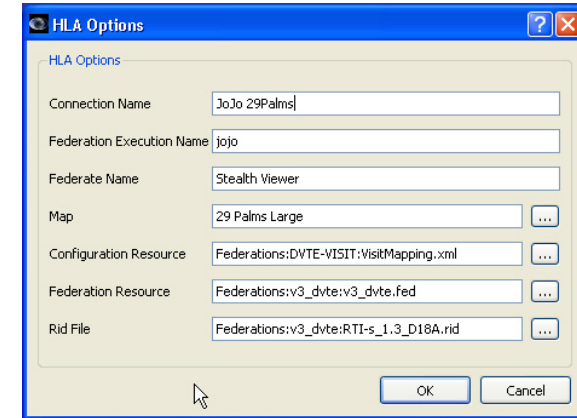 HLA Options
HLA Options
Connection Name JoJo 29Palms
Federation Execution Name jojo
Federate Name Stealth Viewer
Map 29 Palms Large ...
Configuration Resource Federations:DVTE-VISIT:VisitMapping.xml ...
Federation Resource Federations:v3_dvte:v3_dvte.fed ...
Rid File Federations:v3_dvte:RTI-s_1.3_D18A.rid ...
OK Cancel